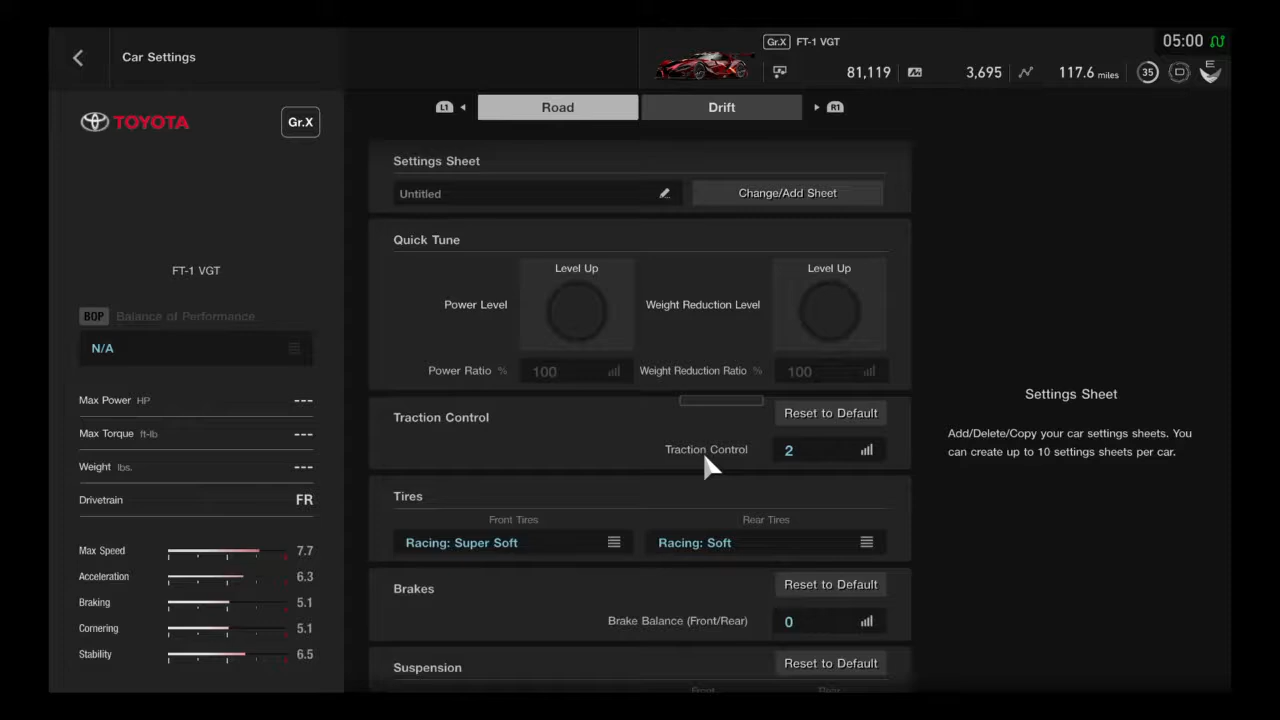 Car Settings
Gr.X FT-1 VGT
05:00
81,119
3,695
117.6 miles
35
E
TOYOTA
Gr.X
L1
Road
Drift
R1
Settings Sheet
Untitled
Change/Add Sheet
Quick Tune
Level Up
Level Up
Power Level
Weight Reduction Level
Power Ratio %
100
Weight Reduction Ratio %
100
FT-1 VGT
BOP Balance of Performance
N/A
Max Power HP
---
Max Torque ft-lb
---
Weight lbs.
---
Drivetrain
FR
Max Speed
7.7
Acceleration
6.3
Braking
5.1
Cornering
5.1
Stability
6.5
Traction Control
Reset to Default
Traction Control
2
Tires
Front Tires
Rear Tires
Racing: Super Soft
Racing: Soft
Brakes
Reset to Default
Brake Balance (Front/Rear)
0
Suspension
Reset to Default
Front
Rear
Settings Sheet
Add/Delete/Copy your car settings sheets. You
can create up to 10 settings sheets per car.